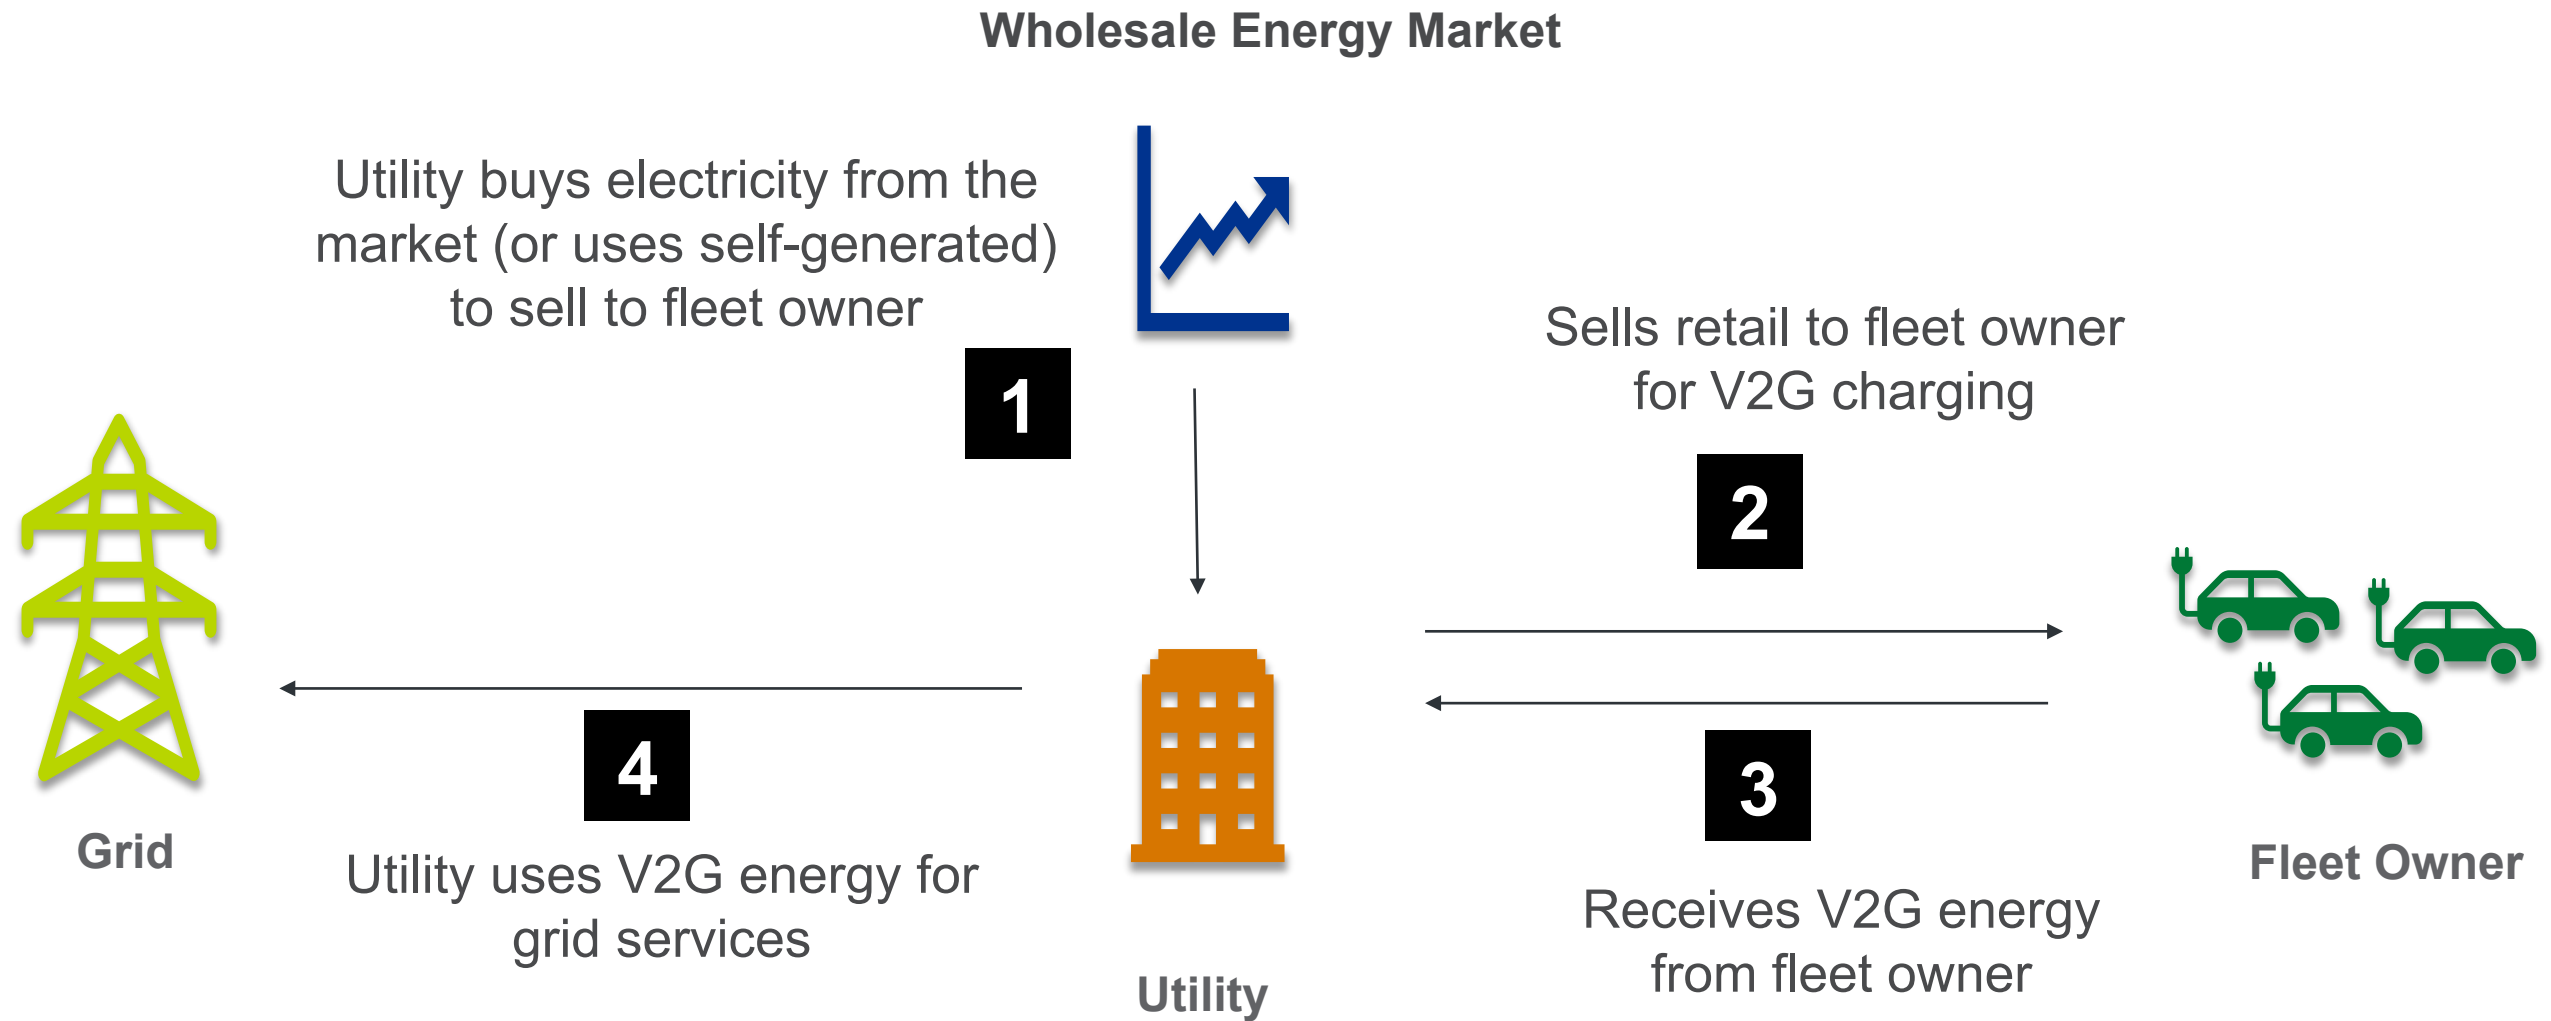 Wholesale Energy Market
Utility buys electricity from the
market (or uses self-generated)
to sell to fleet owner
1
Sells retail to fleet owner
for V2G charging
2
4
Utility uses V2G energy for
grid services
3
Receives V2G energy
from fleet owner
Grid
Utility
Fleet Owner